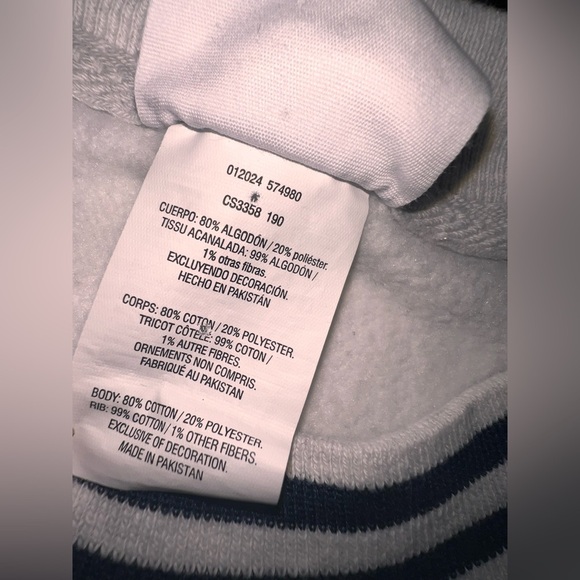 012024 574980
*
CS3358 190
CUERPO: 80% ALGODÓN / 20% poliéster.
TISSU ACANALADA: 99% ALGODÓN /
1% otras fibras.
EXCLUYENDO DECORACIÓN.
HECHO EN PAKISTÁN
CORPS: 80% COTON / 20% POLYESTER.
TRICOT CÔTELÉ: 99% COTON /
1% AUTRE FIBRES.
ORNEMENTS NON COMPRIS.
FABRIQUÉ AU PAKISTAN
BODY: 80% COTTON / 20% POLYESTER.
RIB: 99% COTTON / 1% OTHER FIBERS.
EXCLUSIVE OF DECORATION.
MADE IN PAKISTAN